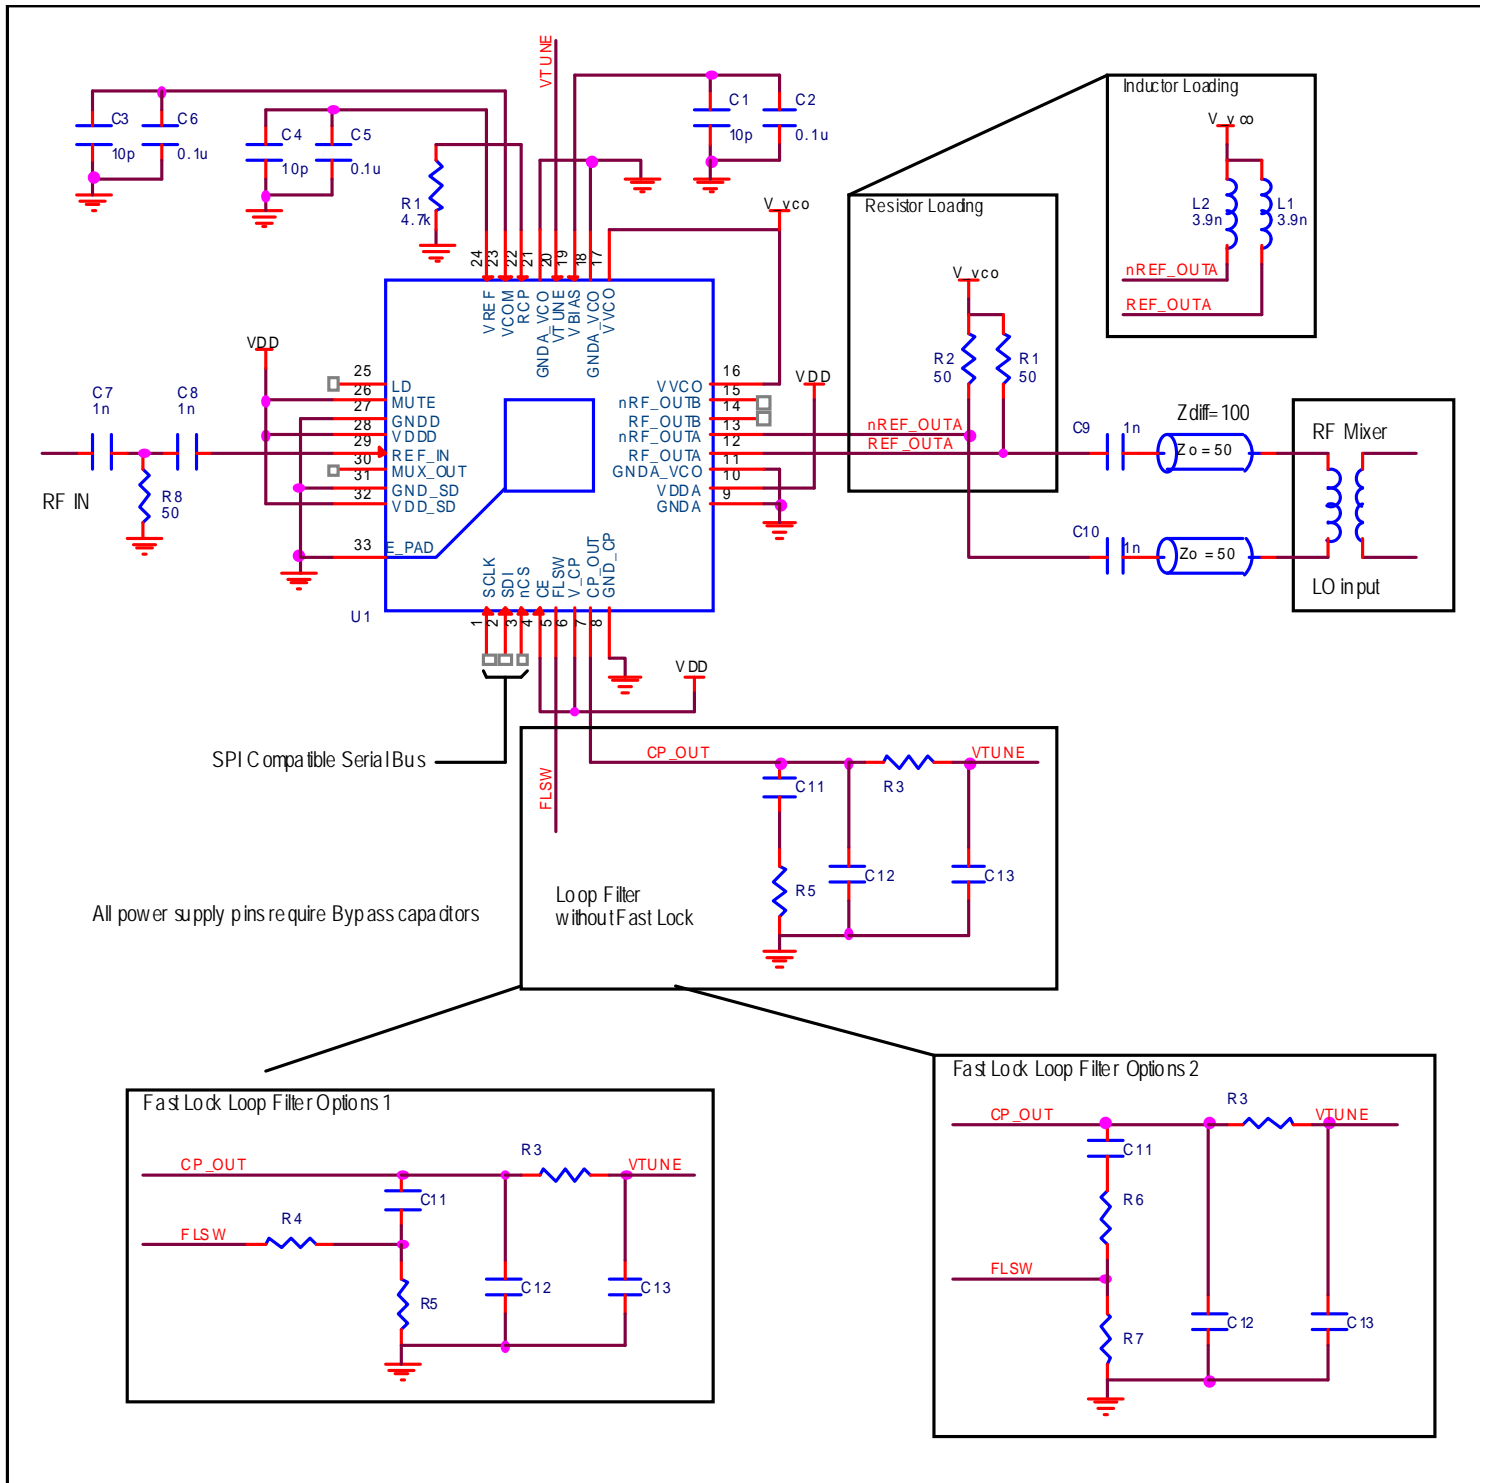 VTUNE
C3
10p
C6
0.1u
C4
10p
C5
0.1u
R1
4.7k
C1
10p
C2
0.1u
V_vco
Inductor Loading
V_vco
L2
3.9n
L1
3.9n
nREF_OUTA
REF_OUTA
Resistor Loading
V_vco
R2
50
R1
50
24
23
22
21
20
19
18
17
VREF
VCOM
RCP
GNDA_VCO
VTUNE
VBIAS
GNDA_VCO
VVCO
VDD
25
LD
26
MUTE
27
GNDD
28
VDDD
29
REF_IN
30
MUX_OUT
31
GND_SD
32
VDD_SD
33
E_PAD
16
VVCO
15
nRF_OUTB
14
RF_OUTB
13
nRF_OUTA
12
RF_OUTA
11
GNDA_VCO
10
VDDA
9
GNDA
VDD
nREF_OUTA
REF_OUTA
C7
1n
C8
1n
R8
50
RF IN
C9
1n
Zdiff=100
Zo = 50
C10
1n
Zo = 50
RF Mixer
LO input
SCLK
SDI
nCS
CE
FLSW
V_CP
CP_OUT
GND_CP
1
2
3
4
5
6
7
8
U1
VDD
SPI Compatible Serial Bus
FLSW
CP_OUT
VTUNE
C11
R3
R5
C12
C13
Loop Filter
without Fast Lock
All power supply pins require Bypass capacitors
Fast Lock Loop Filter Options 1
CP_OUT
R3
VTUNE
C11
FLSW
R4
R5
C12
C13
Fast Lock Loop Filter Options 2
CP_OUT
R3
VTUNE
C11
R6
FLSW
R7
C12
C13